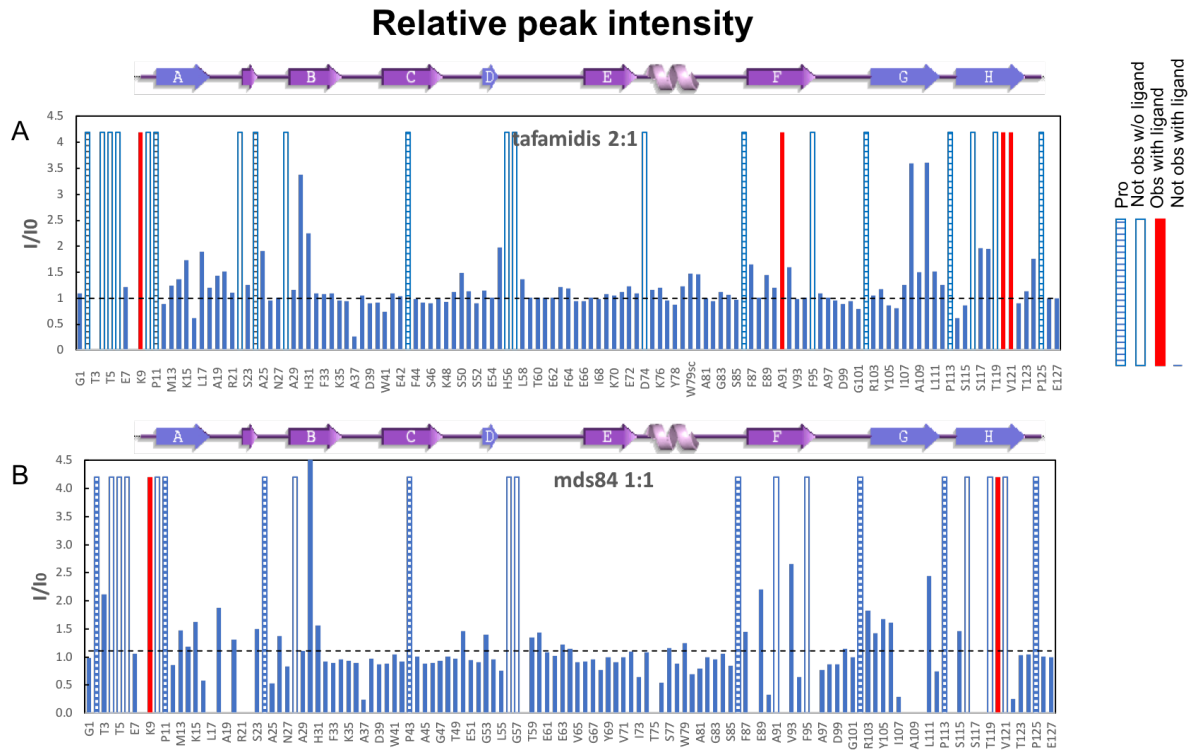 Relative peak intensity
A B C D E F G H
A
tafamidis 2:1
I/I0
4.5
4
3.5
3
2.5
2
1.5
1
0.5
0
G1 T3 T5 E7 K9 P11 M13 K15 L17 A19 R21 S23 A25 N27 A29 H31 F33 K35 A37 D39 W41 E42 F44 S46 K48 S50 S52 E54 H56 L58 T60 E62 F64 E66 I68 K70 E72 D74 K76 Y78 W79sc A81 G83 S85 F87 E89 A91 V93 F95 A97 D99 G101 R103 Y105 I107 A109 L111 P113 S115 S117 T119 V121 T123 P125 E127
Pro
Not obs w/o ligand
Obs with ligand
Not obs with ligand
A B C D E F G H
B
mds84 1:1
I/I0
4.5
4.0
3.5
3.0
2.5
2.0
1.5
1.0
0.5
0.0
G1 T3 T5 E7 K9 P11 M13 K15 L17 A19 R21 S23 A25 N27 A29 H31 F33 K35 A37 D39 W41 P43 A45 G47 T49 E51 G53 L55 G57 T59 E61 E63 V65 G67 Y69 V71 I73 T75 S77 W79 A81 G83 S85 F87 E89 A91 V93 F95 A97 D99 G101 R103 Y105 I107 A109 L111 P113 S115 S117 T119 V121 T123 P125 E127